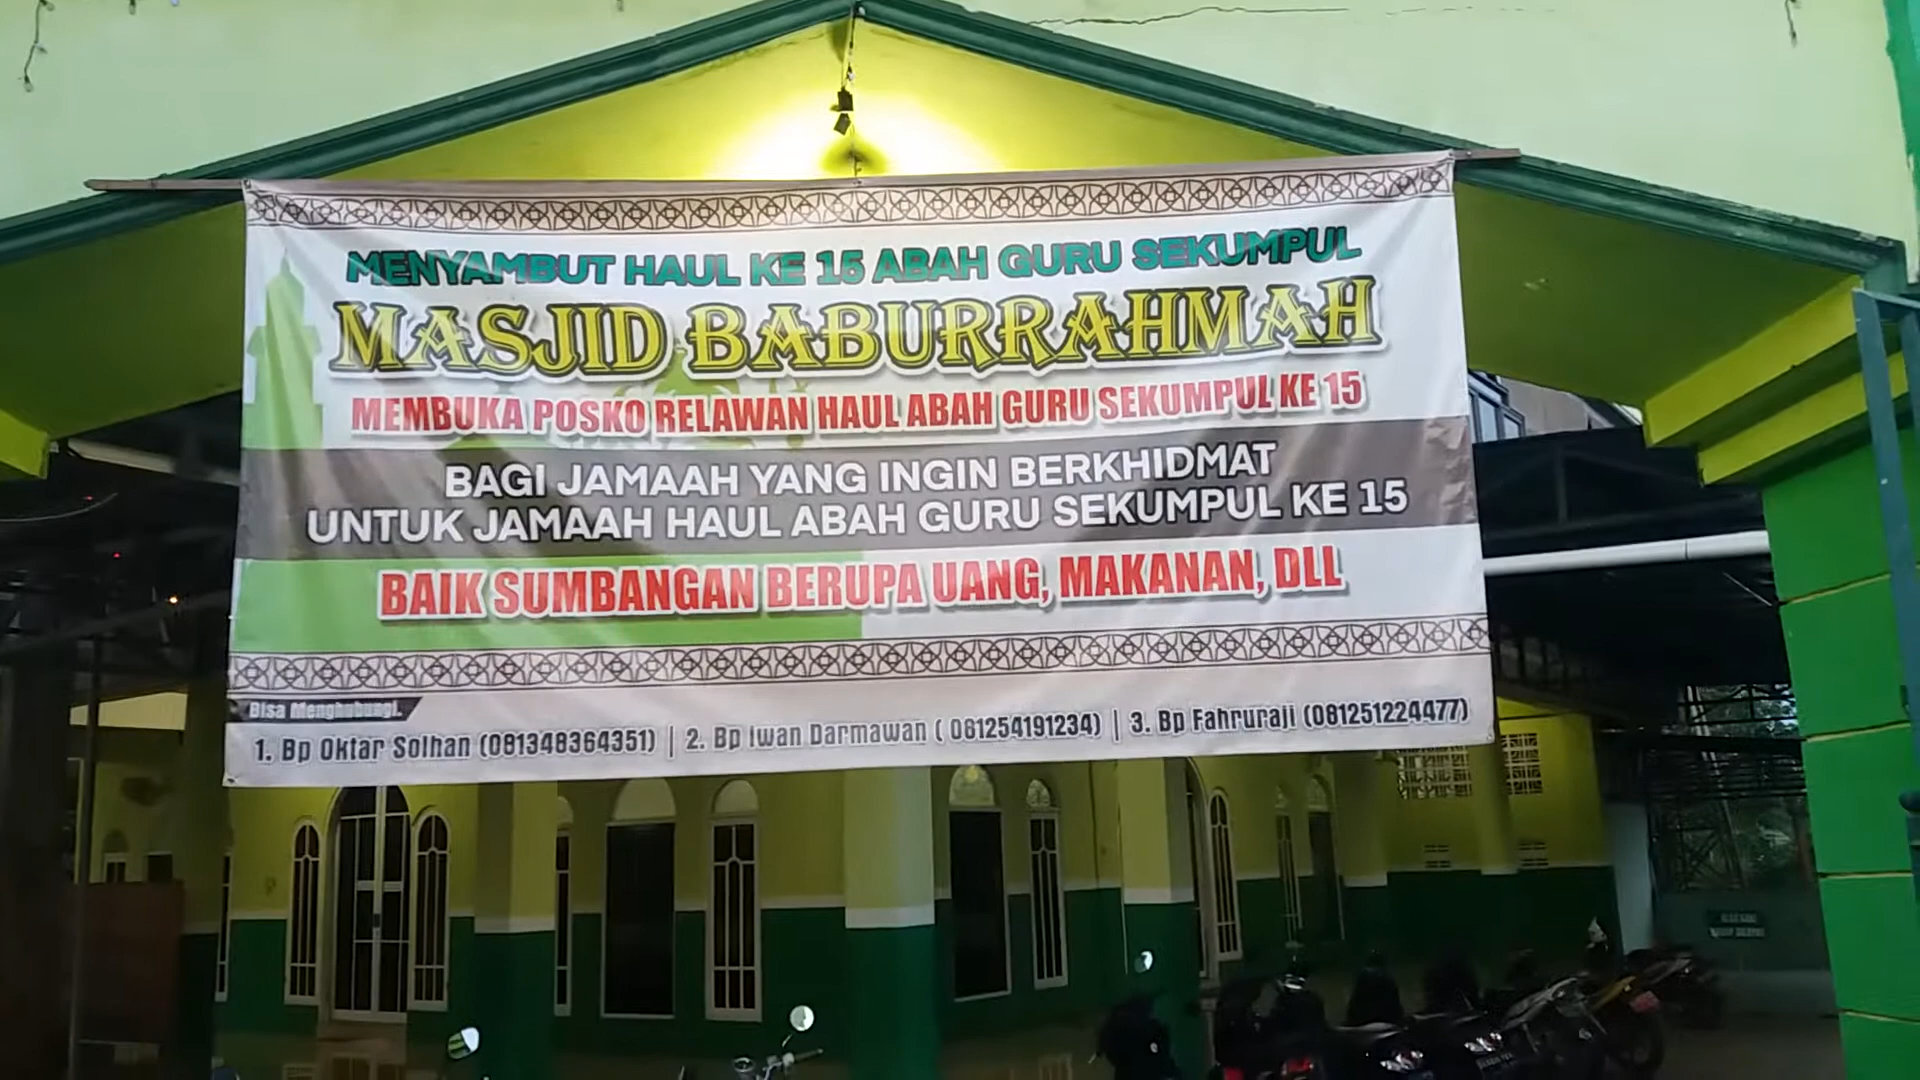 MENYAMBUT HAUL KE 15 ABAH GURU SEKUMPUL
MASJID BABURRAHMAH
MEMBUKA POSKO RELAWAN HAUL ABAH GURU SEKUMPUL KE 15
BAGI JAMAAH YANG INGIN BERKHIDMAT
UNTUK JAMAAH HAUL ABAH GURU SEKUMPUL KE 15
BAIK SUMBANGAN BERUPA UANG, MAKANAN, DLL
Bisa Menghubungi.
1. Bp Oktar Solhan (081348364351) | 2. Bp Iwan Darmawan ( 081254191234) | 3. Bp Fahruraji (081251224477)